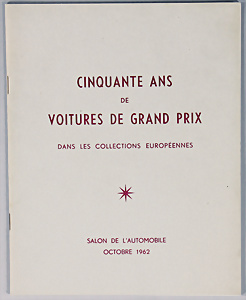 CINQUANTE ANS
DE
VOITURES DE GRAND PRIX
DANS LES COLLECTIONS EUROPÉENNES
SALON DE L'AUTOMOBILE
OCTOBRE 1962